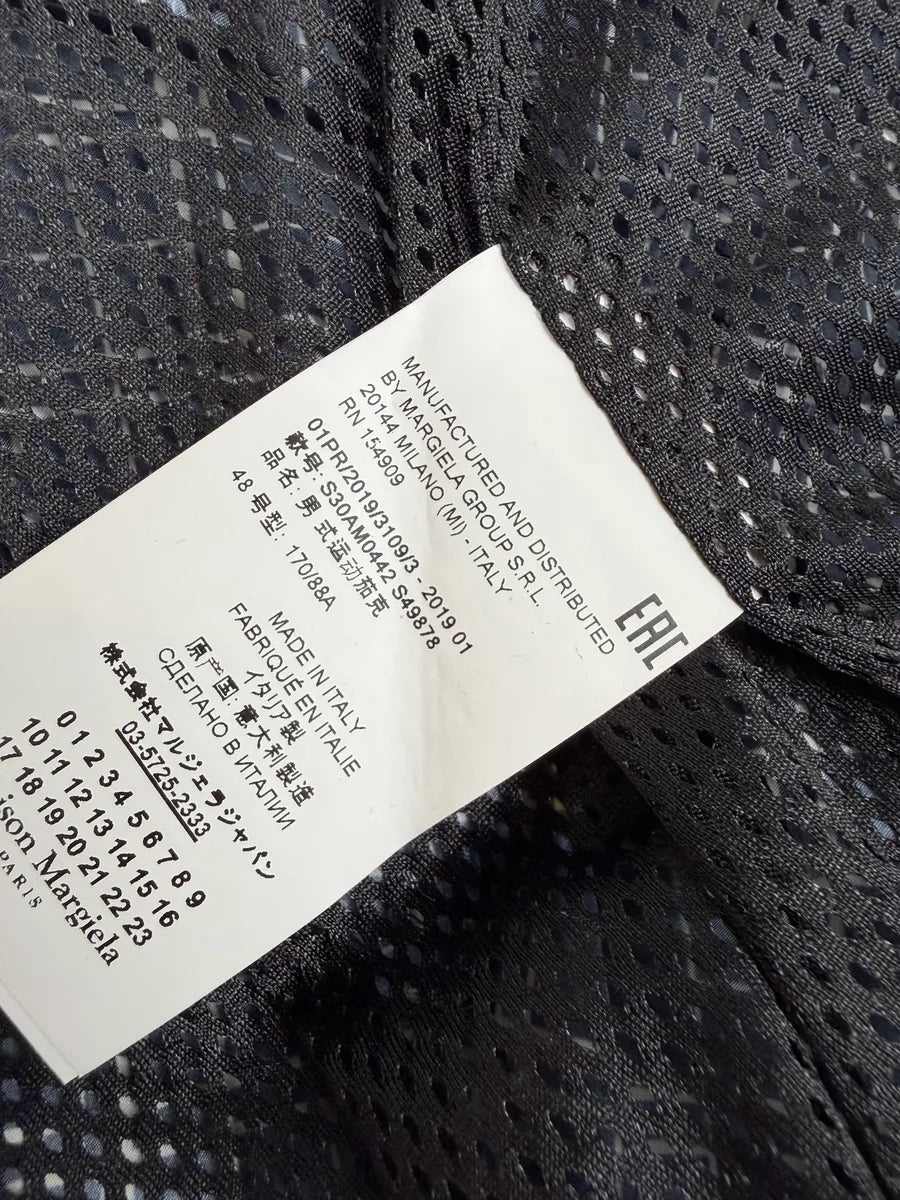 EAC
MANUFACTURED AND DISTRIBUTED
BY MARGIELA GROUP S.R.L.
20144 MILANO (MI) - ITALY
RN 154909
01PR/2019/3109/3 - 2019 01
款号: S30AM0442 S49878
品名: 男 式运动茄克
48 号型: 170/88A
MADE IN ITALY
FABRIQUÉ EN ITALIE
イタリア製
原产国: 意大利製造
СДЕЛАНО В ИТАЛИИ
株式会社マルジェラジャパン
03-5725-2333
0 1 2 3 4 5 6 7 8 9
10 11 12 13 14 15 16
17 18 19 20 21 22 23
ison Margiela
PARIS